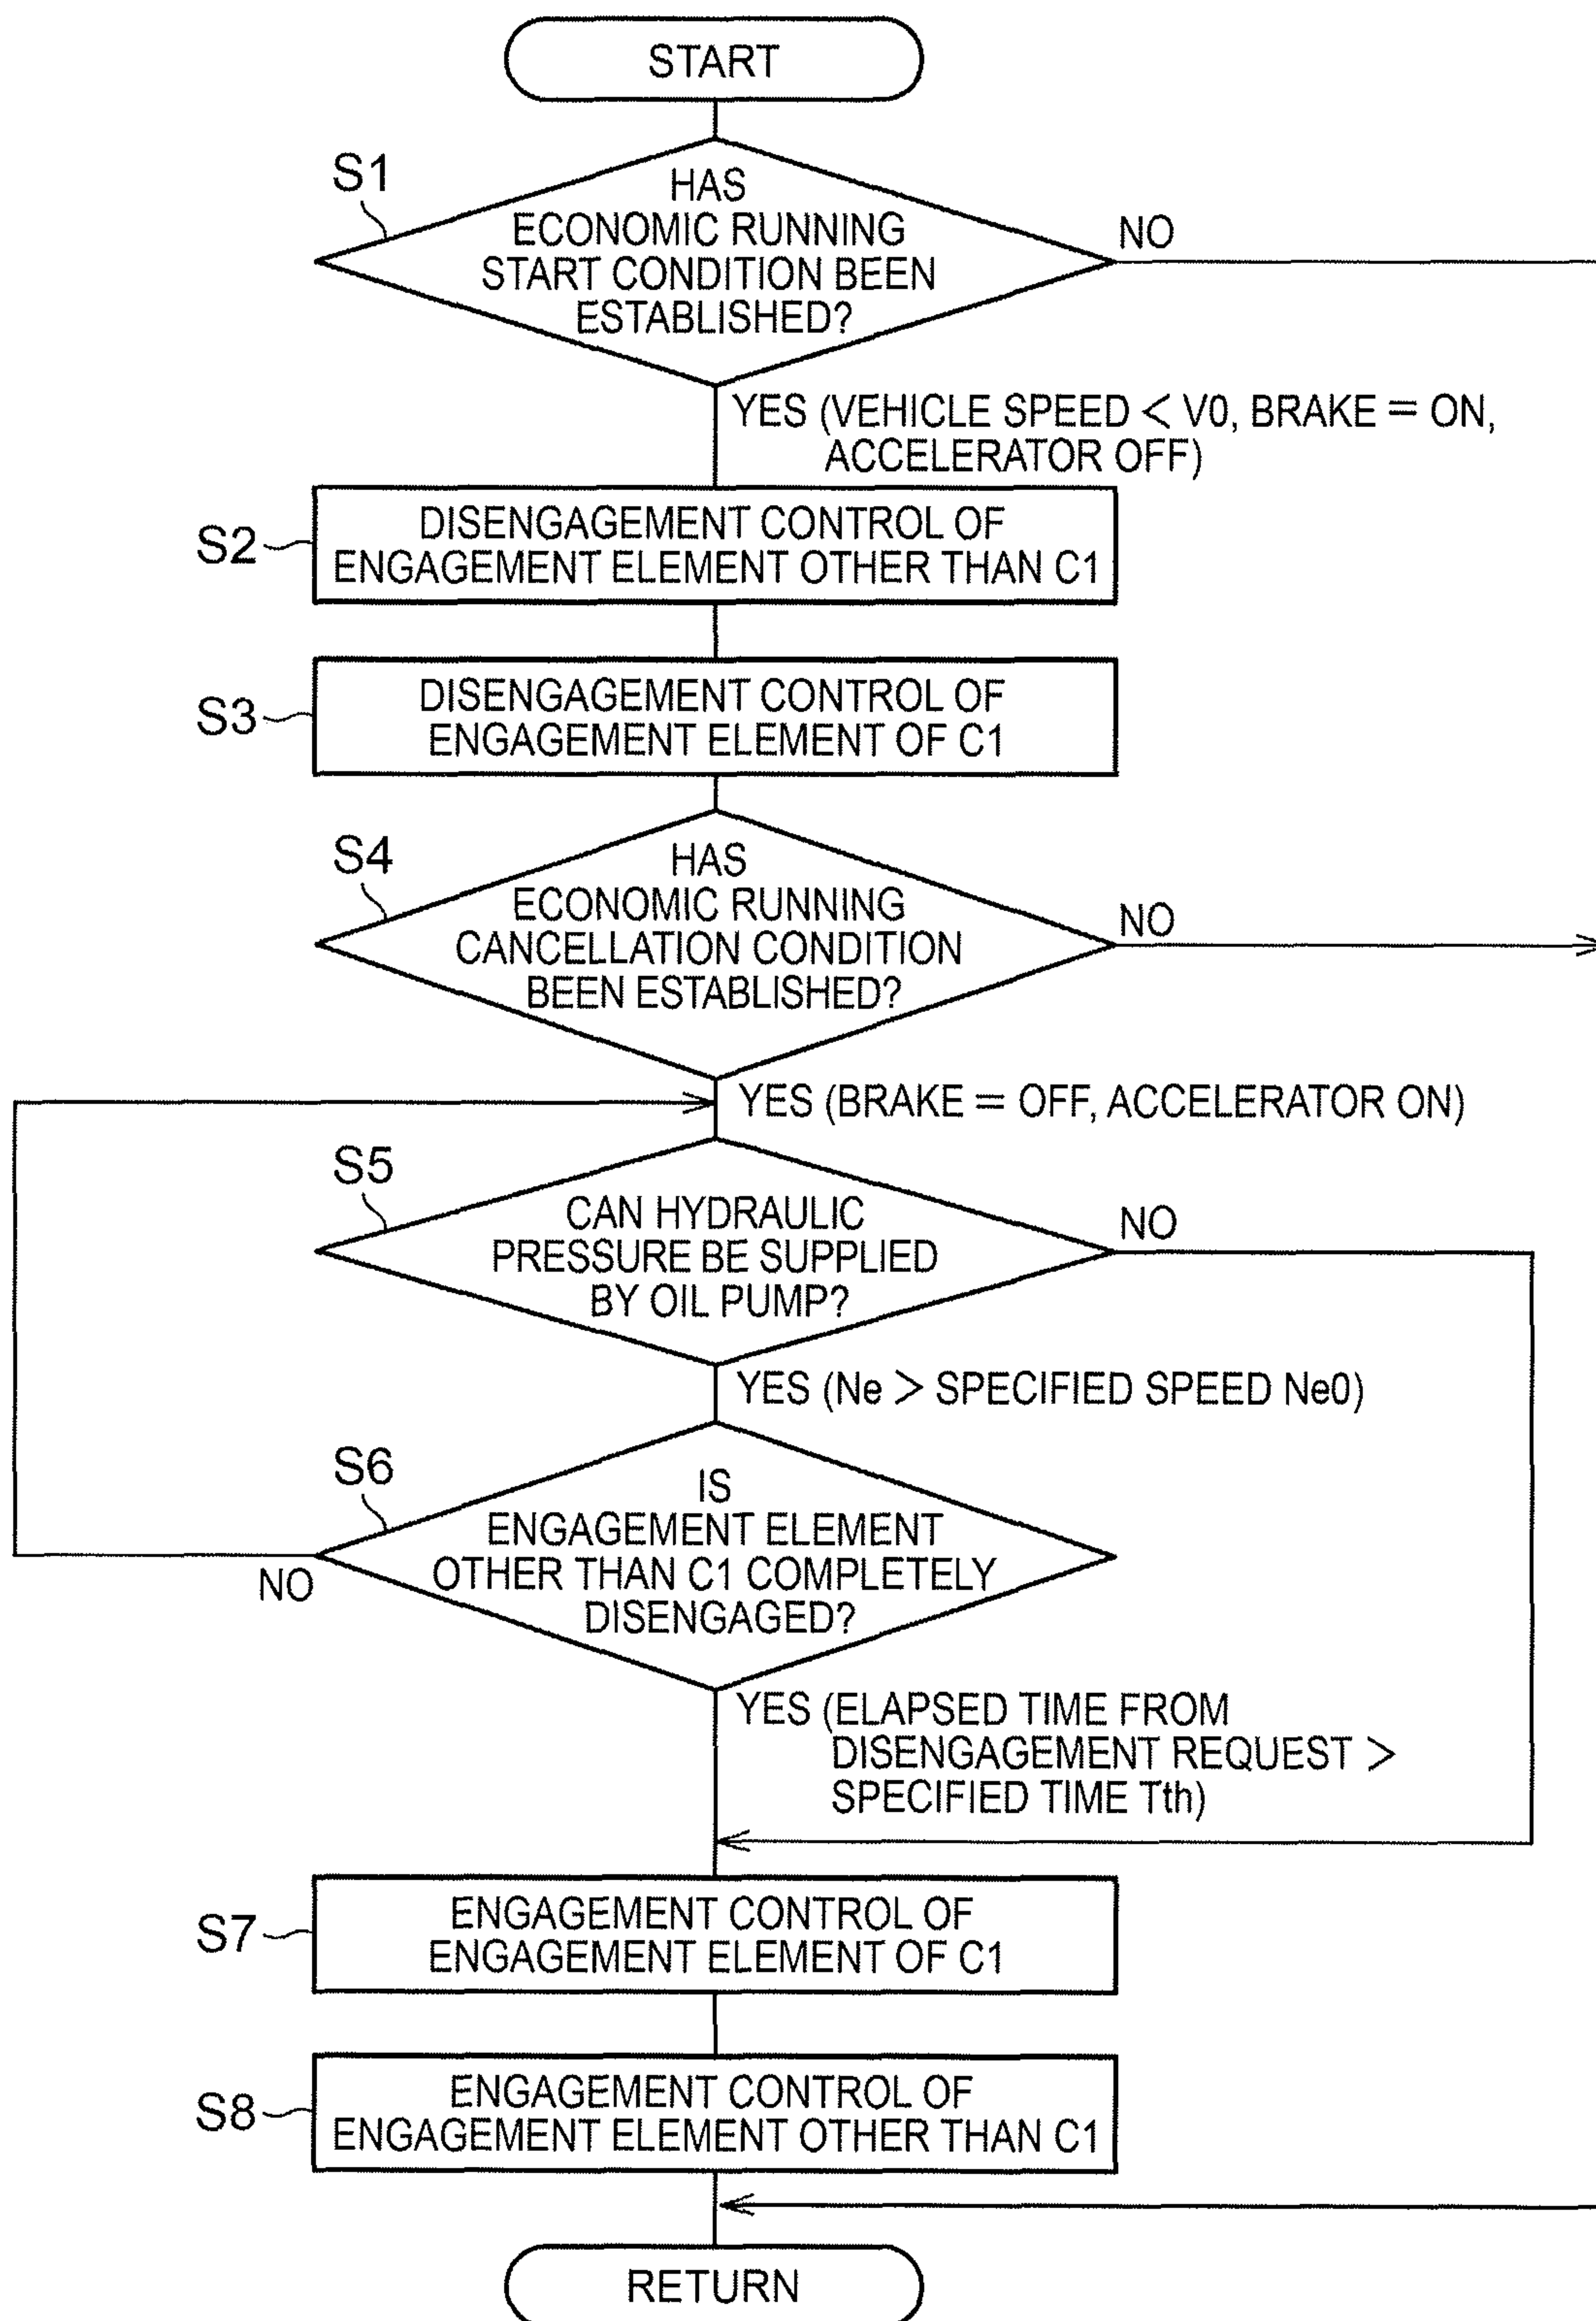 START
S1
HAS
ECONOMIC RUNNING
START CONDITION BEEN
ESTABLISHED?
NO
YES (VEHICLE SPEED < V0, BRAKE = ON,
ACCELERATOR OFF)
S2
DISENGAGEMENT CONTROL OF
ENGAGEMENT ELEMENT OTHER THAN C1
S3
DISENGAGEMENT CONTROL OF
ENGAGEMENT ELEMENT OF C1
S4
HAS
ECONOMIC RUNNING
CANCELLATION CONDITION
BEEN ESTABLISHED?
NO
YES (BRAKE = OFF, ACCELERATOR ON)
S5
CAN HYDRAULIC
PRESSURE BE SUPPLIED
BY OIL PUMP?
NO
YES (Ne > SPECIFIED SPEED Ne0)
S6
IS
ENGAGEMENT ELEMENT
OTHER THAN C1 COMPLETELY
DISENGAGED?
NO
YES (ELAPSED TIME FROM
DISENGAGEMENT REQUEST >
SPECIFIED TIME Tth)
S7
ENGAGEMENT CONTROL OF
ENGAGEMENT ELEMENT OF C1
S8
ENGAGEMENT CONTROL OF
ENGAGEMENT ELEMENT OTHER THAN C1
RETURN